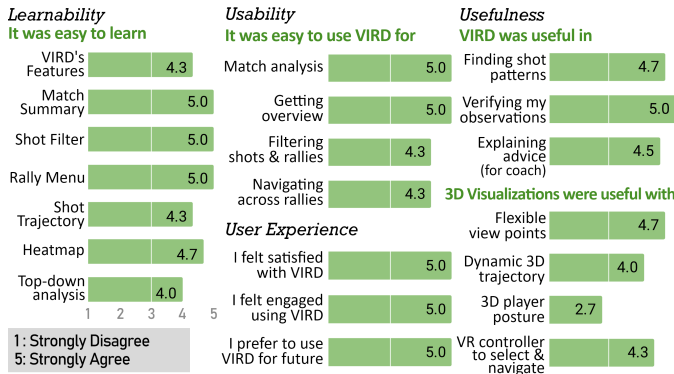 Learnability
It was easy to learn
VIRD's
Features
4.3
Match
Summary
5.0
Shot Filter
5.0
Rally Menu
5.0
Shot
Trajectory
4.3
Heatmap
4.7
Top-down
analysis
4.0
1 2 3 4 5
1: Strongly Disagree
5: Strongly Agree
Usability
It was easy to use VIRD for
Match analysis
5.0
Getting
overview
5.0
Filtering
shots & rallies
4.3
Navigating
across rallies
4.3
User Experience
I felt satisfied
with VIRD
5.0
I felt engaged
using VIRD
5.0
I prefer to use
VIRD for future
5.0
Usefulness
VIRD was useful in
Finding shot
patterns
4.7
Verifying my
observations
5.0
Explaining
advice
(for coach)
4.5
3D Visualizations were useful with
Flexible
view points
4.7
Dynamic 3D
trajectory
4.0
3D player
posture
2.7
VR controller
to select &
navigate
4.3